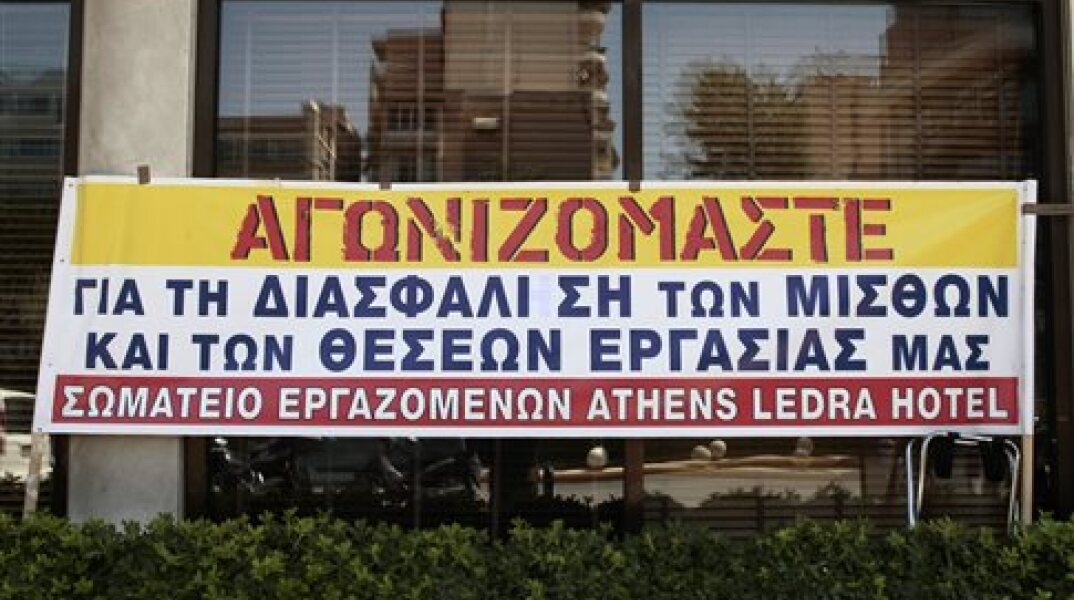 ΑΓΩΝΙΖΟΜΑΣΤΕ
ΓΙΑ ΤΗ ΔΙΑΣΦΑΛΙ ΣΗ ΤΩΝ ΜΙΣΘΩΝ
ΚΑΙ ΤΩΝ ΘΕΣΕΩΝ ΕΡΓΑΣΙΑΣ ΜΑΣ
ΣΩΜΑΤΕΙΟ ΕΡΓΑΖΟΜΕΝΩΝ ATHENS LEDRA HOTEL